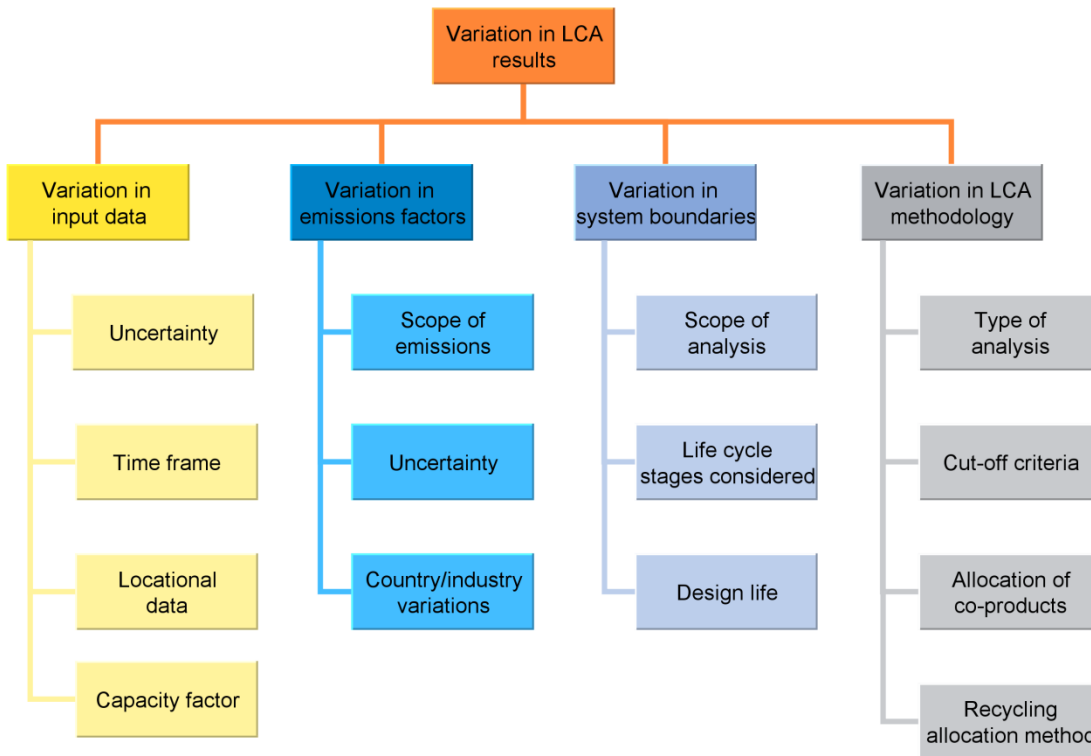 Variation in LCA
results
Variation in
input data
Uncertainty
Time frame
Locational
data
Capacity factor
Variation in
emissions factors
Scope of
emissions
Uncertainty
Country/industry
variations
Variation in
system boundaries
Scope of
analysis
Life cycle
stages considered
Design life
Variation in LCA
methodology
Type of
analysis
Cut-off criteria
Allocation of
co-products
Recycling
allocation method